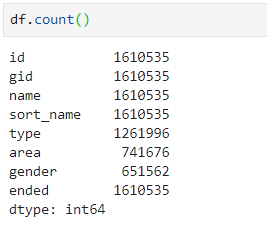 df.count()
id 1610535
gid 1610535
name 1610535
sort_name 1610535
type 1261996
area 741676
gender 651562
ended 1610535
dtype: int64